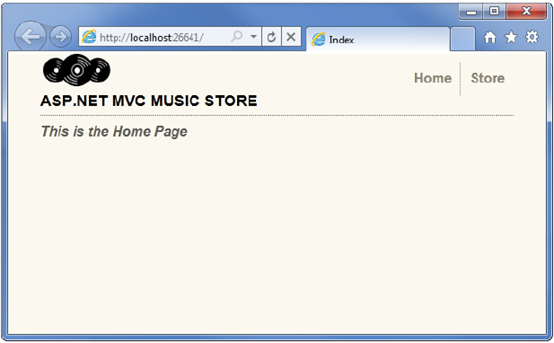 http://localhost:26641/
Index
Home
Store
ASP.NET MVC MUSIC STORE
This is the Home Page